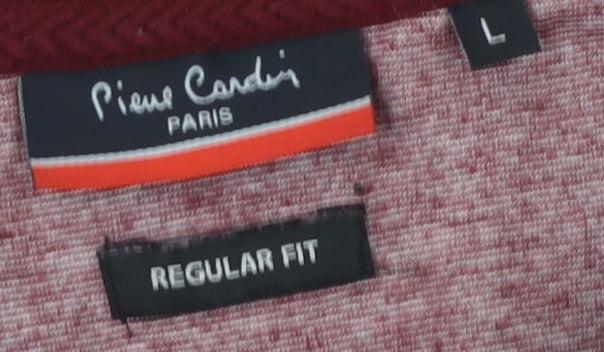 Pierre Cardin
PARIS
L
REGULAR FIT